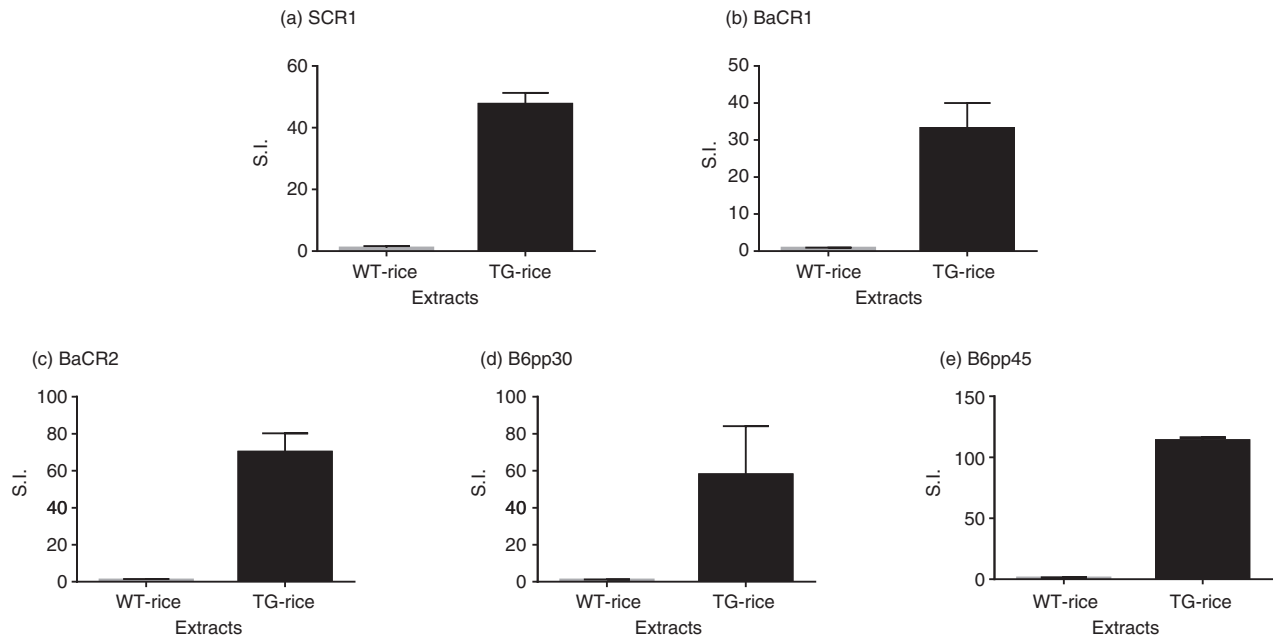 (a) SCR1
60
40
20
0
S.I.
WT-rice TG-rice
Extracts
(b) BaCR1
50
40
30
20
10
0
S.I.
WT-rice TG-rice
Extracts
(c) BaCR2
100
80
60
40
20
0
S.I.
WT-rice TG-rice
Extracts
(d) B6pp30
100
80
60
40
20
0
S.I.
WT-rice TG-rice
Extracts
(e) B6pp45
150
100
50
0
S.I.
WT-rice TG-rice
Extracts